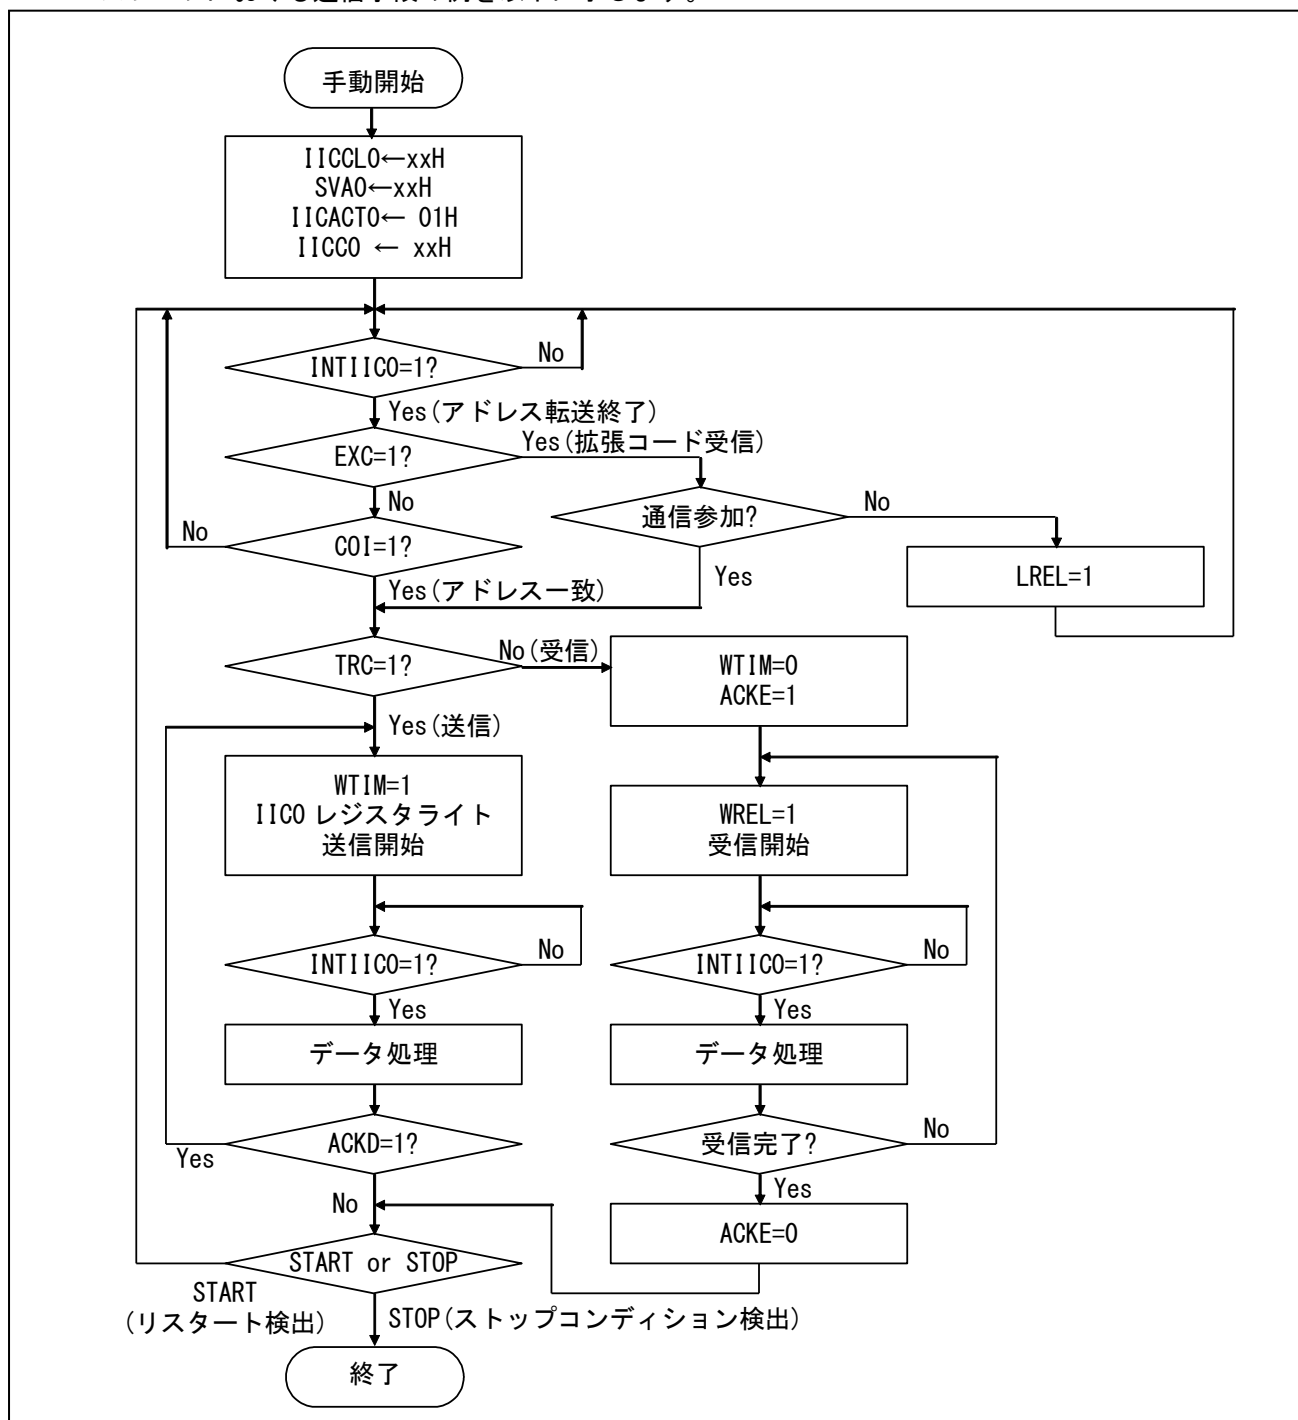 手動開始
IICCL0←xxH
SVA0←xxH
IICACT0← 01H
IICC0 ← xxH
INTIIC0=1?
No
Yes(アドレス転送終了)
EXC=1?
Yes(拡張コード受信)
No
通信参加?
No
No
COI=1?
Yes
LREL=1
Yes(アドレス一致)
TRC=1?
No(受信)
WTIM=0
ACKE=1
Yes(送信)
WTIM=1
IIC0 レジスタライト
送信開始
WREL=1
受信開始
INTIIC0=1?
No
INTIIC0=1?
No
Yes
Yes
データ処理
データ処理
ACKD=1?
Yes
受信完了?
No
No
Yes
ACKE=0
START or STOP
START
(リスタート検出)
STOP(ストップコンディション検出)
終了